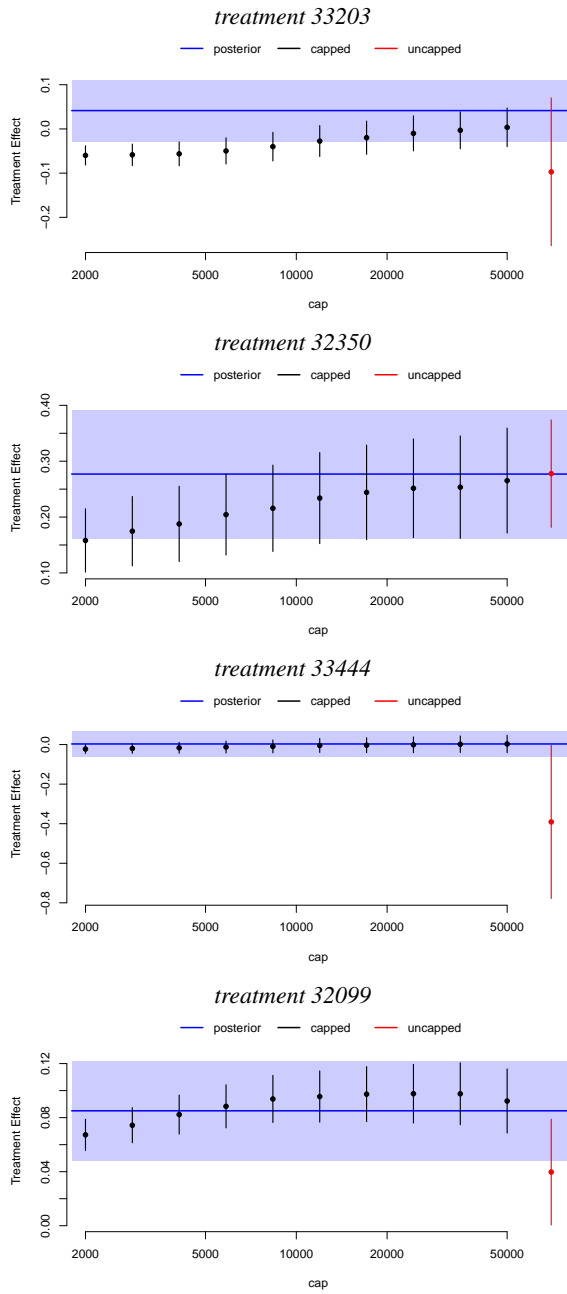 treatment 33203
posterior capped uncapped
Treatment Effect
0.1
0.0
−0.1
−0.2
2000 5000 10000 20000 50000
cap
treatment 32350
posterior capped uncapped
Treatment Effect
0.40
0.30
0.20
0.10
2000 5000 10000 20000 50000
cap
treatment 33444
posterior capped uncapped
Treatment Effect
0.0
−0.2
−0.4
−0.6
−0.8
2000 5000 10000 20000 50000
cap
treatment 32099
posterior capped uncapped
Treatment Effect
0.12
0.08
0.04
0.00
2000 5000 10000 20000 50000
cap